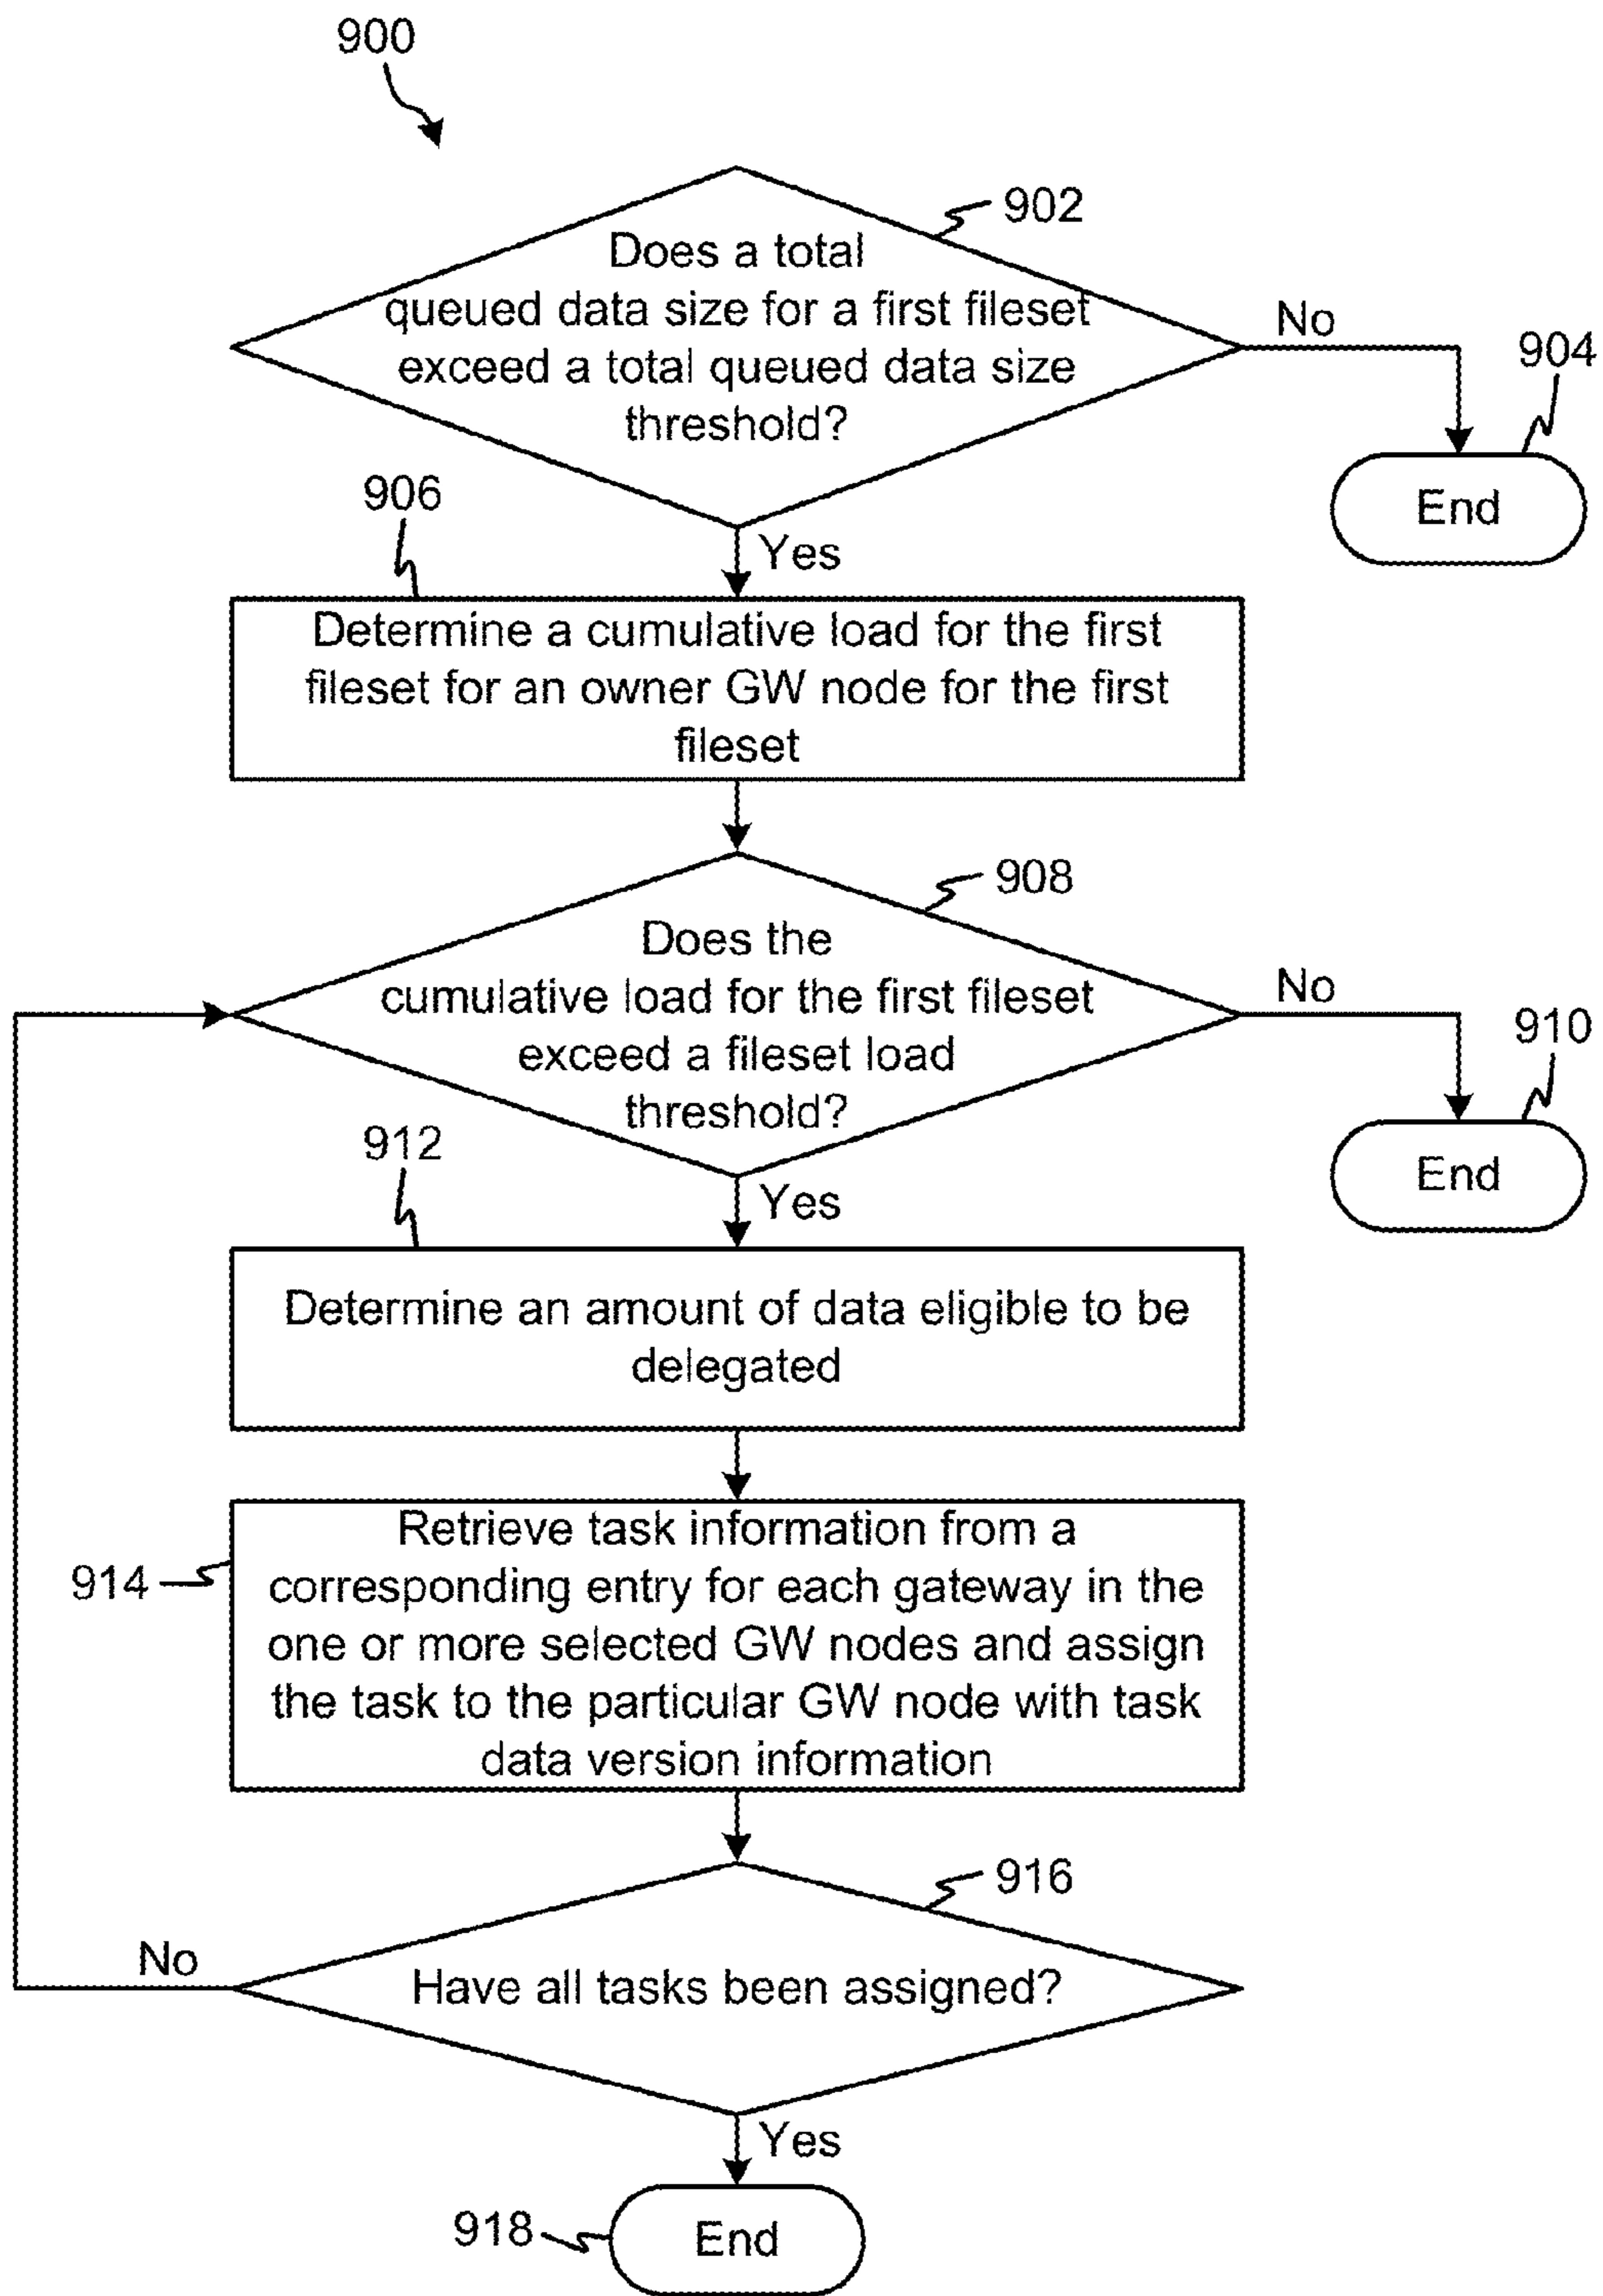 900
902
Does a total
queued data size for a first fileset
exceed a total queued data size
threshold?
No
904
End
906
Yes
Determine a cumulative load for the first
fileset for an owner GW node for the first
fileset
908
Does the
cumulative load for the first fileset
exceed a fileset load
threshold?
No
910
End
912
Yes
Determine an amount of data eligible to be
delegated
914
Retrieve task information from a
corresponding entry for each gateway in the
one or more selected GW nodes and assign
the task to the particular GW node with task
data version information
916
Have all tasks been assigned?
No
Yes
918
End